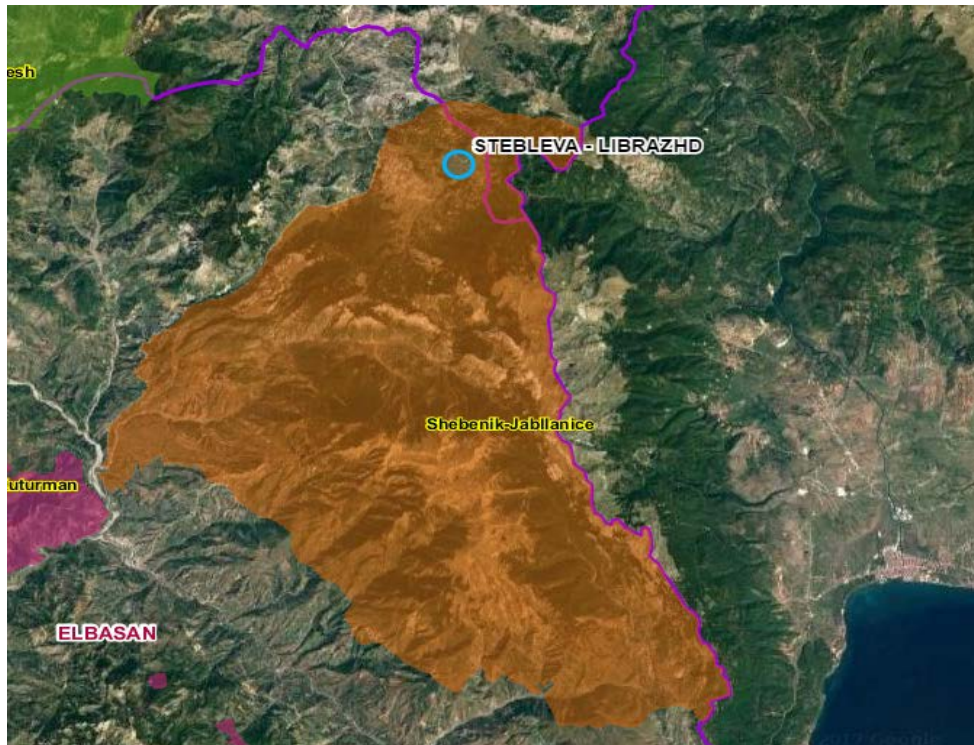 esh
STEBLEVA - LIBRAZHD
Shebenik-Jabllanice
uturman
ELBASAN